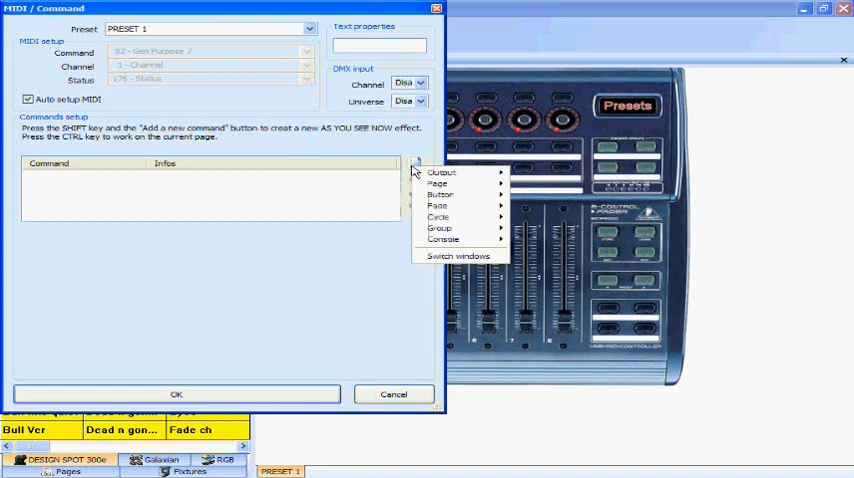 MIDI / Command
Preset PRESET 1
MIDI setup
Command 92 - Gen Purpose 7
Channel 1 - Channel
Status 176 - Status
Auto setup MIDI
Text properties
DMX input
Channel Disa
Universe Disa
Commands setup
Press the SHIFT key and the "Add a new command" button to create a new AS YOU SEE NOW effect.
Press the CTRL key to work on the current page.
Command Infos
Output
Page
Button
Fade
Cycle
Group
Console
Switch windows
OK Cancel
Presets
B-CONTROL
FADER
7 8
Bull Ver Dead n gon... Fade ch
DESIGN SPOT 300e Galaxian RGB
Pages Fixtures
PRESET 1